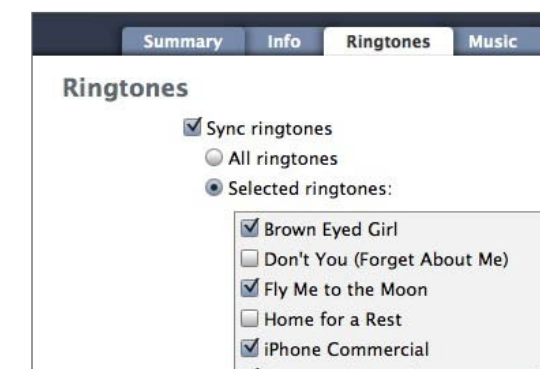 Summary Info Ringtones Music
Ringtones
Sync ringtones
All ringtones
Selected ringtones:
Brown Eyed Girl
Don't You (Forget About Me)
Fly Me to the Moon
Home for a Rest
iPhone Commercial